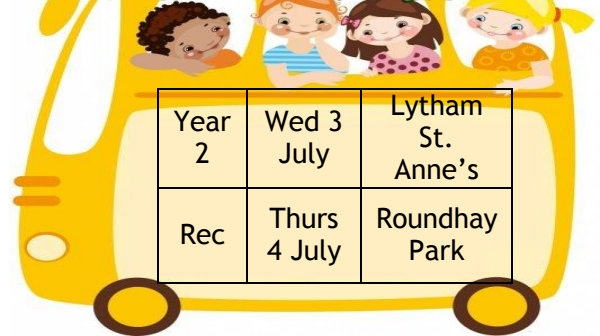 Year
2
Wed 3
July
Lytham
St.
Anne’s
Rec
Thurs
4 July
Roundhay
Park